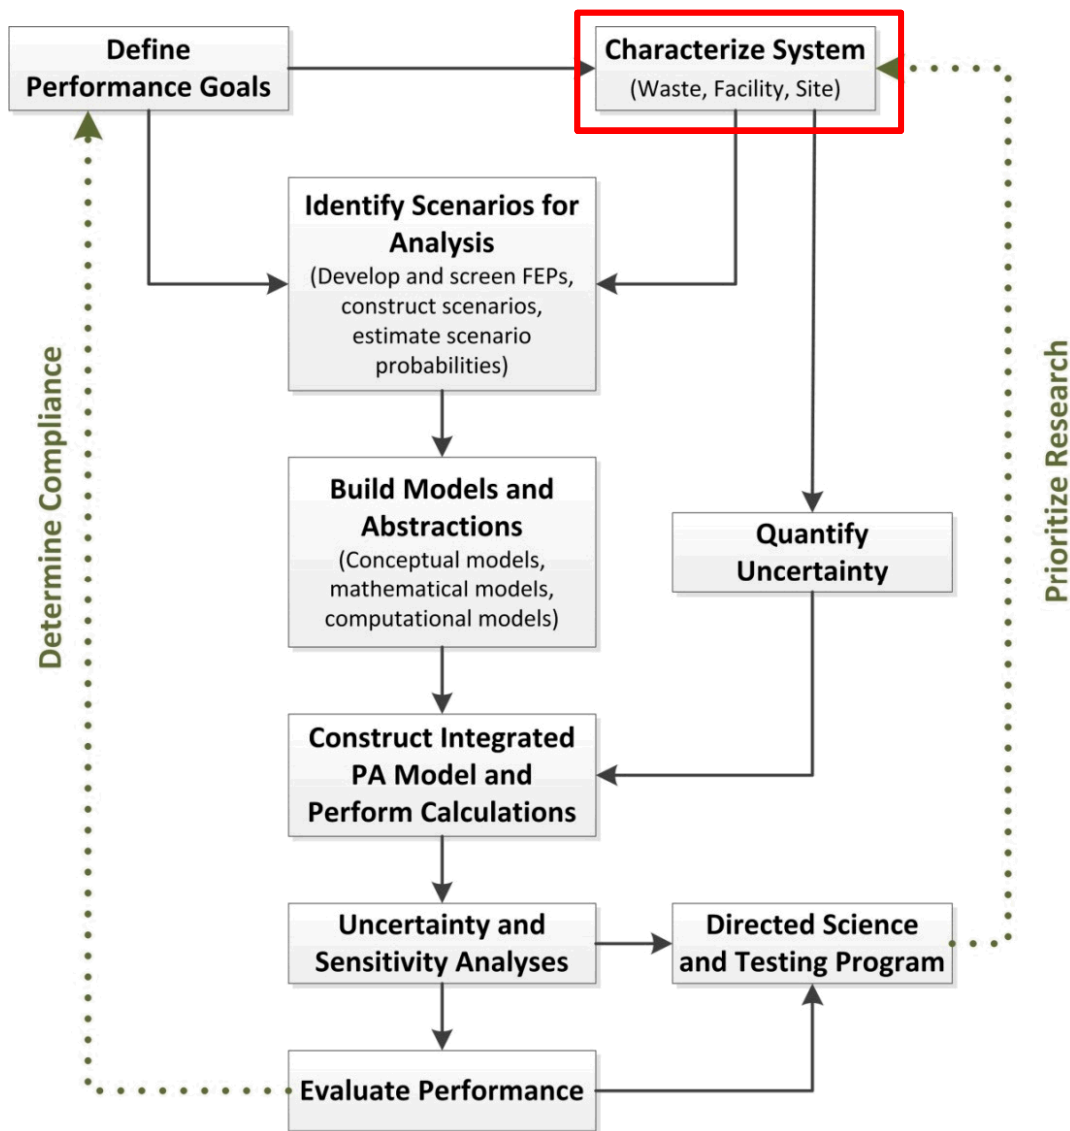 Define
Performance Goals
Characterize System
(Waste, Facility, Site)
Identify Scenarios for
Analysis
(Develop and screen FEPs,
construct scenarios,
estimate scenario
probabilities)
Build Models and
Abstractions
(Conceptual models,
mathematical models,
computational models)
Quantify
Uncertainty
Construct Integrated
PA Model and
Perform Calculations
Uncertainty and
Sensitivity Analyses
Directed Science
and Testing Program
Evaluate Performance
Determine Compliance
Prioritize Research